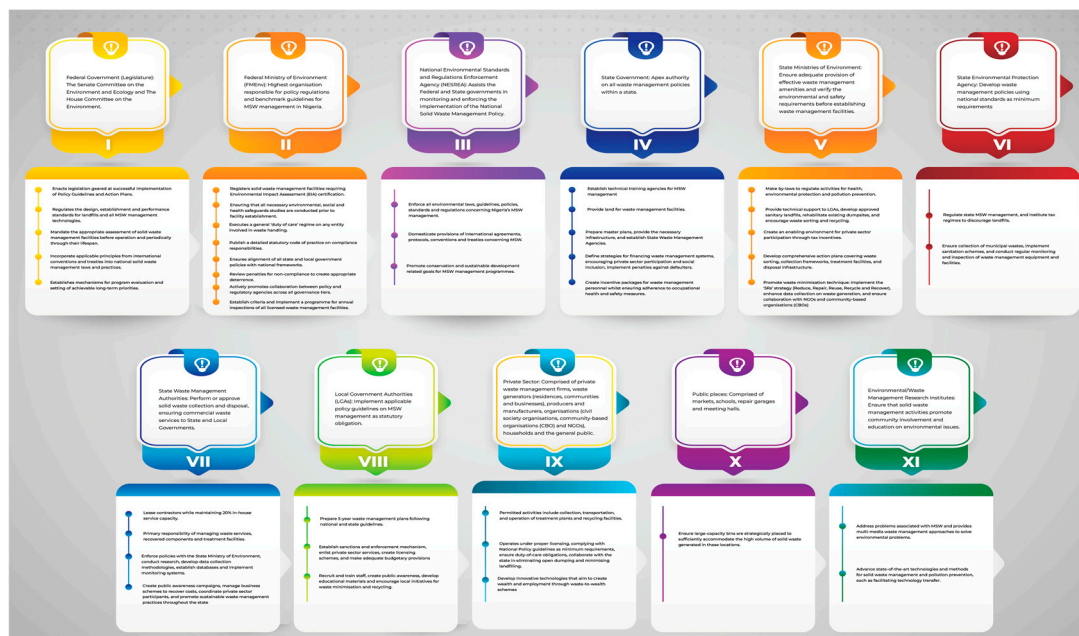 Federal Government (Legislature):
The Senate Committee on
the Environment and Ecology and The
House Committee on the
Environment.
I
Enacts legislation geared at successful implementation
of Policy Guidelines and Action Plans.
Regulates the design, establishment and performance
standards for landfills and all MSW management
technologies.
Mandate the appropriate assessment of solid waste
management facilities before operation and periodically
through their lifespan.
Incorporate applicable principles from international
conventions and treaties into national solid waste
management laws and practices.
Establishes mechanisms for program evaluation and
setting of achievable long-term priorities.
Federal Ministry of Environment
(FMEnv): Highest organisation
responsible for policy regulations
and benchmark guidelines for
MSW management in Nigeria.
II
Registers solid waste management facilities requiring
Environmental Impact Assessment (EIA) certification.
Ensuring that all necessary environmental, social and
health safeguards studies are conducted prior to
facility establishment.
Executes a general 'duty of care' regime on any entity
involved in waste handling.
Publish a detailed statutory code of practice on compliance
responsibilities.
Ensures alignment of all state and local government
policies with national frameworks.
Review penalties for non-compliance to create appropriate
deterrence.
Actively promotes collaboration between policy and
regulatory agencies across all governance tiers.
Establish criteria and implement a programme for annual
inspections of all licensed waste management facilities.
National Environmental Standards
and Regulations Enforcement
Agency (NESREA): Assists the
Federal and State governments in
monitoring and enforcing the
implementation of the National
Solid Waste Management Policy.
III
Enforce all environmental laws, guidelines, policies,
standards and regulations concerning Nigeria's MSW
management.
Domesticate provisions of international agreements,
protocols, conventions and treaties concerning MSW.
Promote conservation and sustainable development
related goals for MSW management programmes.
State Government: Apex authority
on all waste management policies
within a state.
IV
Establish technical training agencies for MSW
management
Provide land for waste management facilities.
Prepare master plans, provide the necessary
infrastructure, and establish State Waste Management
Agencies.
Define strategies for financing waste management systems,
encouraging private sector participation and social
inclusion; implement penalties against defaulters.
Create incentive packages for waste management
personnel whilst ensuring adherence to occupational
health and safety measures.
State Ministries of Environment:
Ensure adequate provision of
effective waste management
amenities and verify the
environmental and safety
requirements before establishing
waste management facilities.
V
Make by-laws to regulate activities for health,
environmental protection and pollution prevention.
Provide technical support to LGAs, develop approved
sanitary landfills, rehabilitate existing dumpsites, and
encourage waste sorting and recycling.
Create an enabling environment for private sector
participation through tax incentives.
Develop comprehensive action plans covering waste
sorting, collection frameworks, treatment facilities, and
disposal infrastructure.
Promote waste minimisation technique: implement the
'5Rs' strategy (Reduce, Repair, Reuse, Recycle and Recover),
enhance data collection on waste generation, and ensure
collaboration with NGOs and community-based
organisations (CBOs)
State Environmental Protection
Agency: Develop waste
management policies using
national standards as minimum
requirements
VI
Regulate state MSW management, and institute tax
regimes to discourage landfills.
Ensure collection of municipal wastes, implement
sanitation schemes, and conduct regular monitoring
and inspection of waste management equipment and
facilities.
State Waste Management
Authorities: Perform or approve
solid waste collection and disposal,
ensuring commercial waste
services to State and Local
Governments.
VII
Lease contractors while maintaining 20% in-house
service capacity.
Primary responsibility of managing waste services,
recovered components and treatment facilities.
Enforce policies with the State Ministry of Environment,
conduct research, develop data collection
methodologies, establish databases and implement
monitoring systems.
Create public awareness campaigns, manage business
schemes to recover costs, coordinate private sector
participants, and promote sustainable waste management
practices throughout the state
Local Government Authorities
(LGAs): Implement applicable
policy guidelines on MSW
management as statutory
obligation.
VIII
Prepare 5-year waste management plans following
national and state guidelines.
Establish sanctions and enforcement mechanism,
enlist private sector services, create licensing
schemes, and make adequate budgetary provisions
Recruit and train staff, create public awareness, develop
educational materials and encourage local initiatives for
waste minimisation and recycling.
Private Sector: Comprised of private
waste management firms, waste
generators (residences, communities
and businesses), producers and
manufacturers, organisations (civil
society organisations, community-based
organisations (CBO) and NGOs),
households and the general public.
IX
Permitted activities include collection, transportation,
and operation of treatment plants and recycling facilities.
Operates under proper licensing, complying with
National Policy guidelines as minimum requirements,
ensure duty-of-care obligations, collaborate with the
state in eliminating open dumping and minimising
landfilling.
Develop innovative technologies that aim to create
wealth and employment through waste-to-wealth
schemes
Public places: Comprised of
markets, schools, repair garages
and meeting halls.
X
Ensure large-capacity bins are strategically placed to
sufficiently accommodate the high volume of solid waste
generated in these locations.
Environmental/Waste
Management Research Institutes:
Ensure that solid waste
management activities promote
community involvement and
education on environmental issues.
XI
Address problems associated with MSW and provides
multi-media waste management approaches to solve
environmental problems.
Advance state-of-the-art technologies and methods
for solid waste management and pollution prevention,
such as facilitating technology transfer.